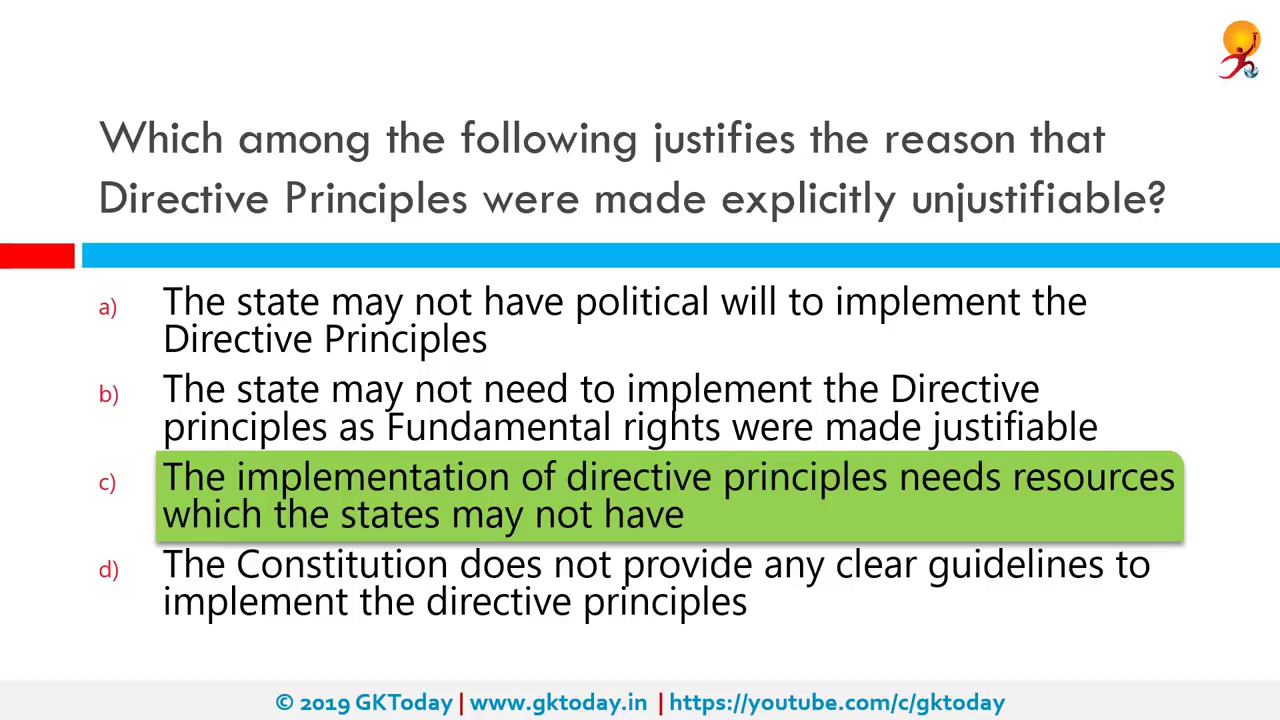 Which among the following justifies the reason that
Directive Principles were made explicitly unjustifiable?
a) The state may not have political will to implement the
Directive Principles
b) The state may not need to implement the Directive
principles as Fundamental rights were made justifiable
c) The implementation of directive principles needs resources
which the states may not have
d) The Constitution does not provide any clear guidelines to
implement the directive principles
© 2019 GKToday | www.gktoday.in | https://youtube.com/c/gktoday